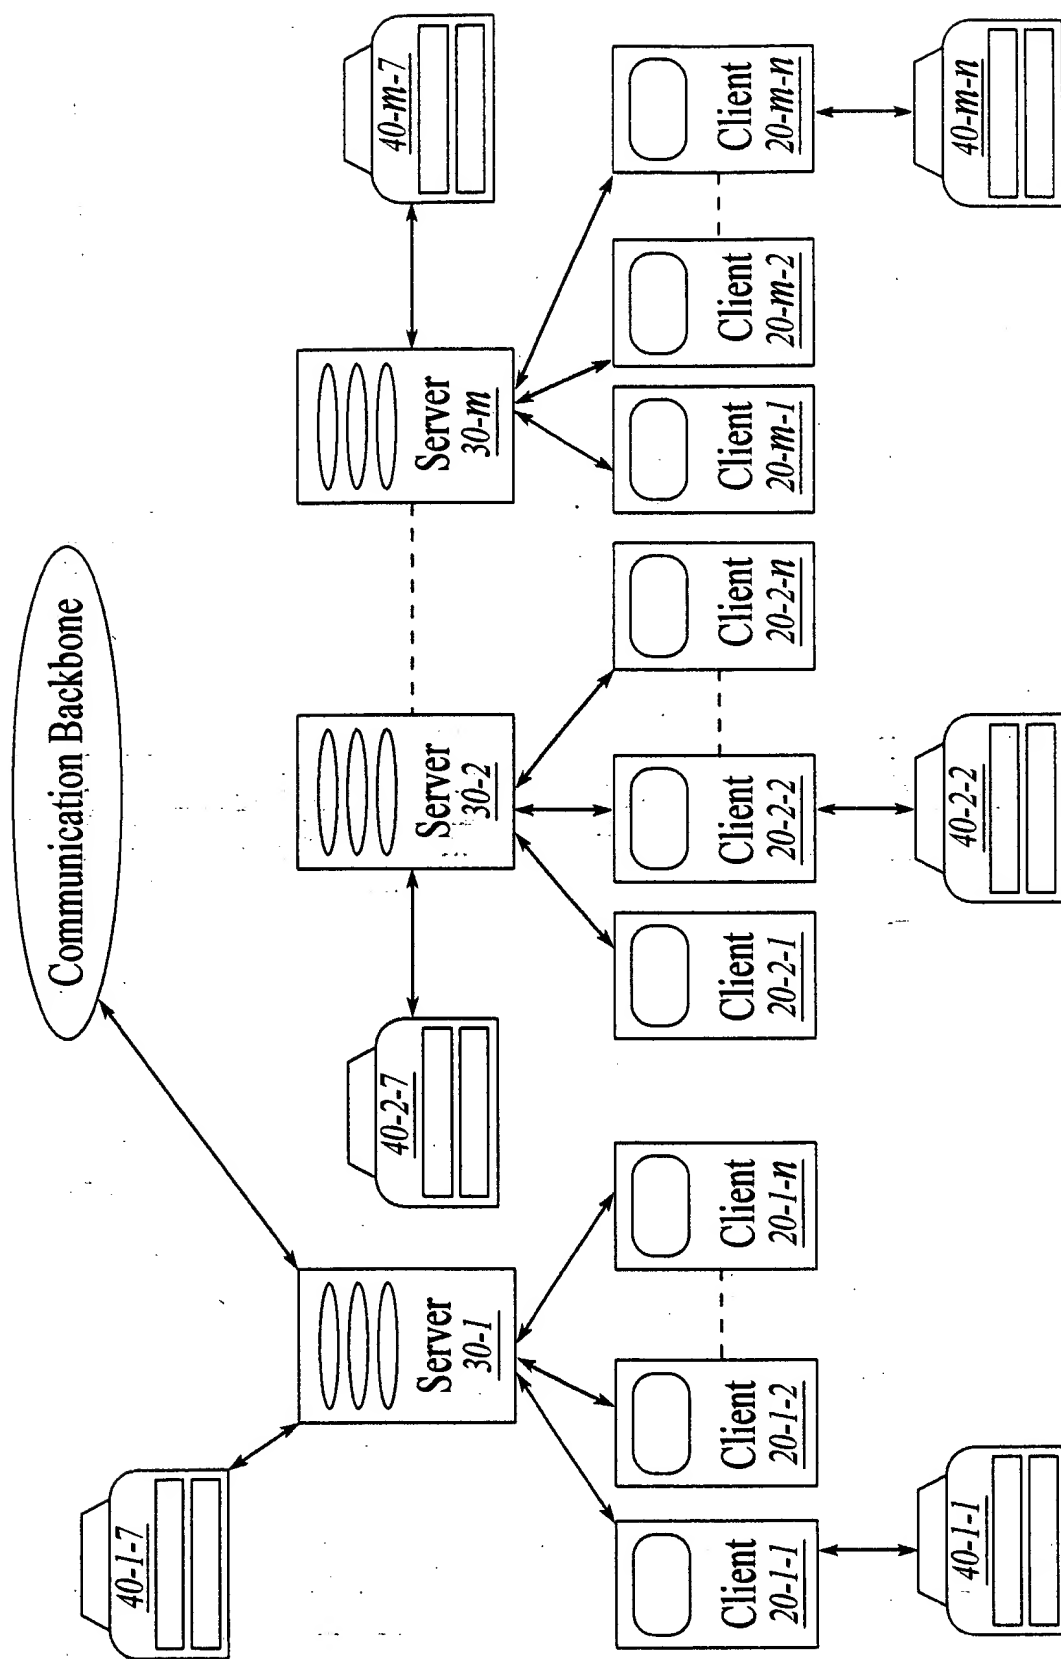 Communication Backbone
40-1-7
Server
30-1
40-2-7
Server
30-2
Server
30-m
40-m-7
Client
20-1-1
Client
20-1-2
Client
20-1-n
Client
20-2-1
Client
20-2-2
Client
20-2-n
Client
20-m-1
Client
20-m-2
Client
20-m-n
40-1-1
40-2-2
40-m-n